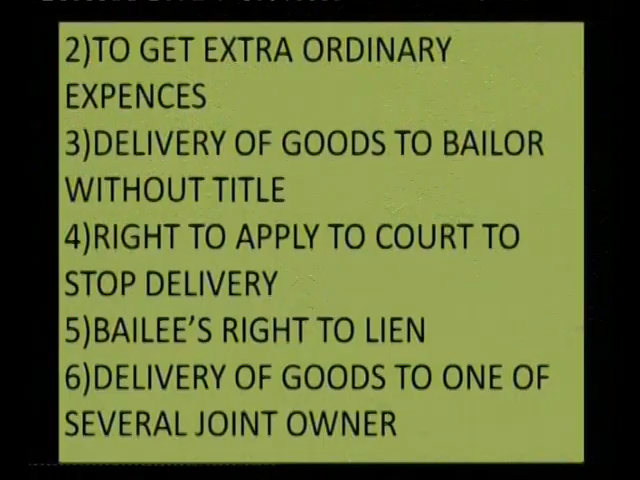 2)TO GET EXTRA ORDINARY
EXPENCES
3)DELIVERY OF GOODS TO BAILOR
WITHOUT TITLE
4)RIGHT TO APPLY TO COURT TO
STOP DELIVERY
5)BAILEE’S RIGHT TO LIEN
6)DELIVERY OF GOODS TO ONE OF
SEVERAL JOINT OWNER